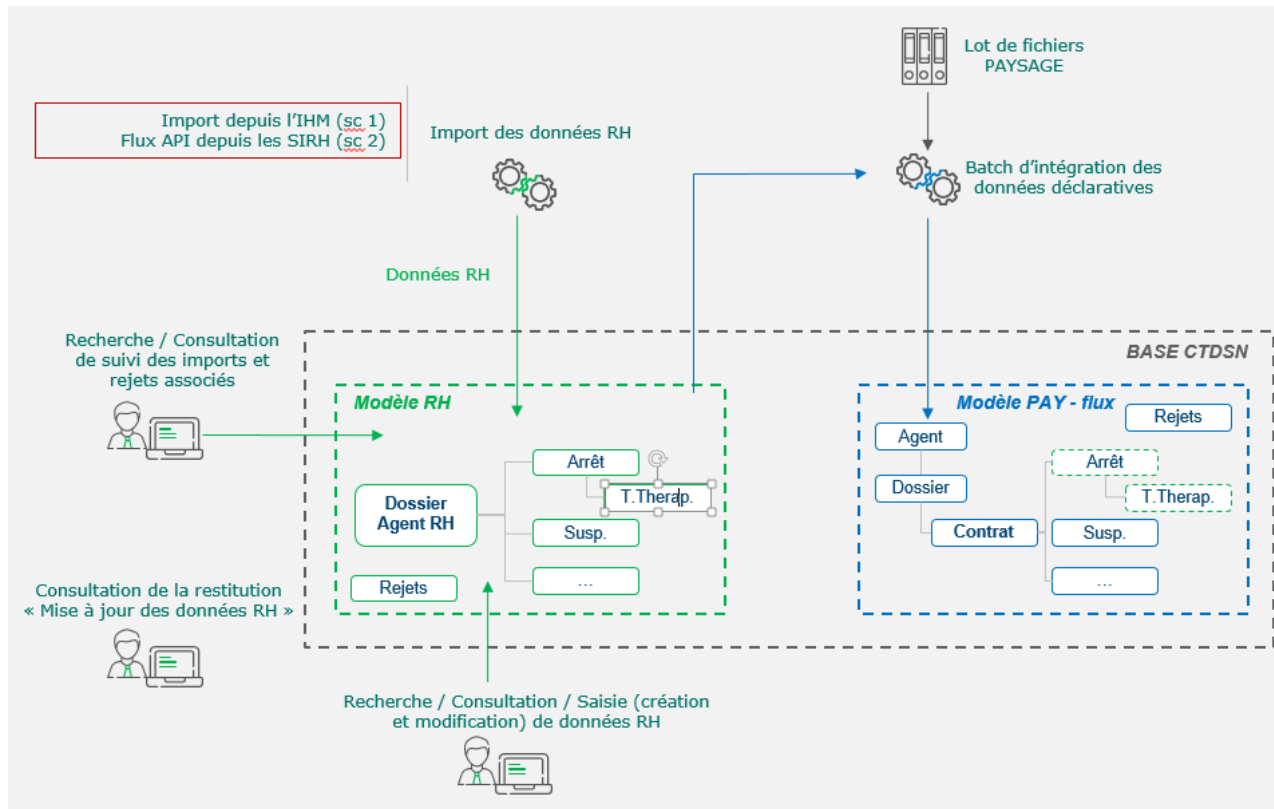 Lot de fichiers
PAYSAGE
Import depuis l'IHM (sc 1)
Flux API depuis les SIRH (sc 2)
Import des données RH
Batch d'intégration des
données déclaratives
Données RH
Recherche / Consultation
de suivi des imports et
rejets associés
BASE CTDSN
Modèle RH
Arrêt
T.Therap.
Dossier
Agent RH
Susp.
...
Rejets
Modèle PAY - flux
Rejets
Agent
Arrêt
Dossier
T.Therap.
Contrat
Susp.
...
Consultation de la restitution
« Mise à jour des données RH »
Recherche / Consultation / Saisie (création
et modification) de données RH